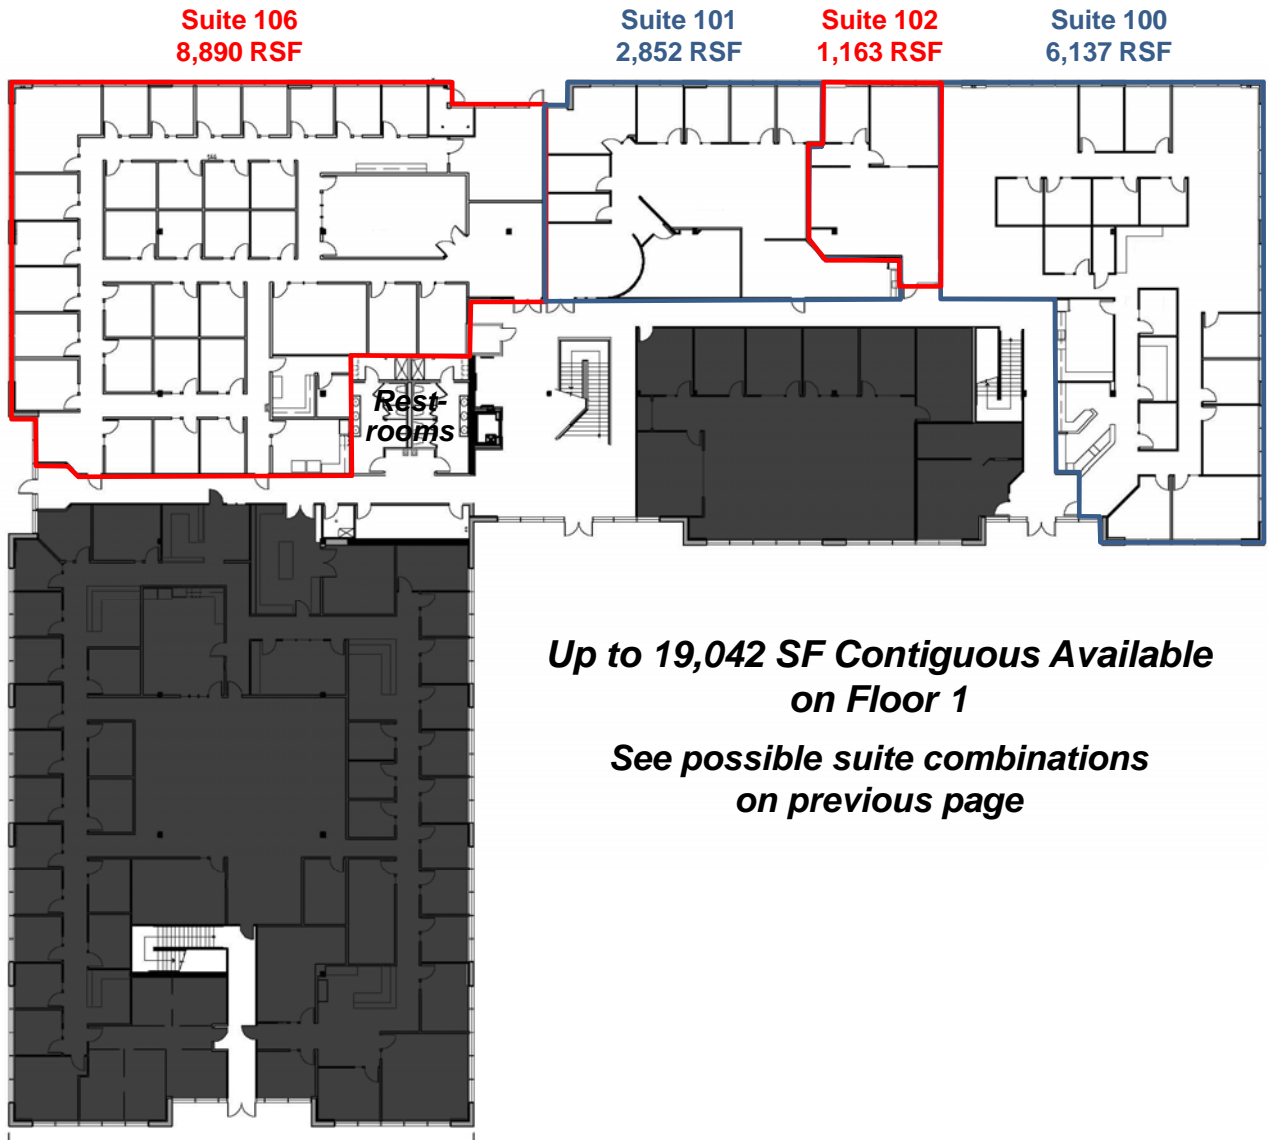 Suite 106
8,890 RSF
Suite 101
2,852 RSF
Suite 102
1,163 RSF
Suite 100
6,137 RSF
Rest-
rooms
Up to 19,042 SF Contiguous Available
on Floor 1
See possible suite combinations
on previous page